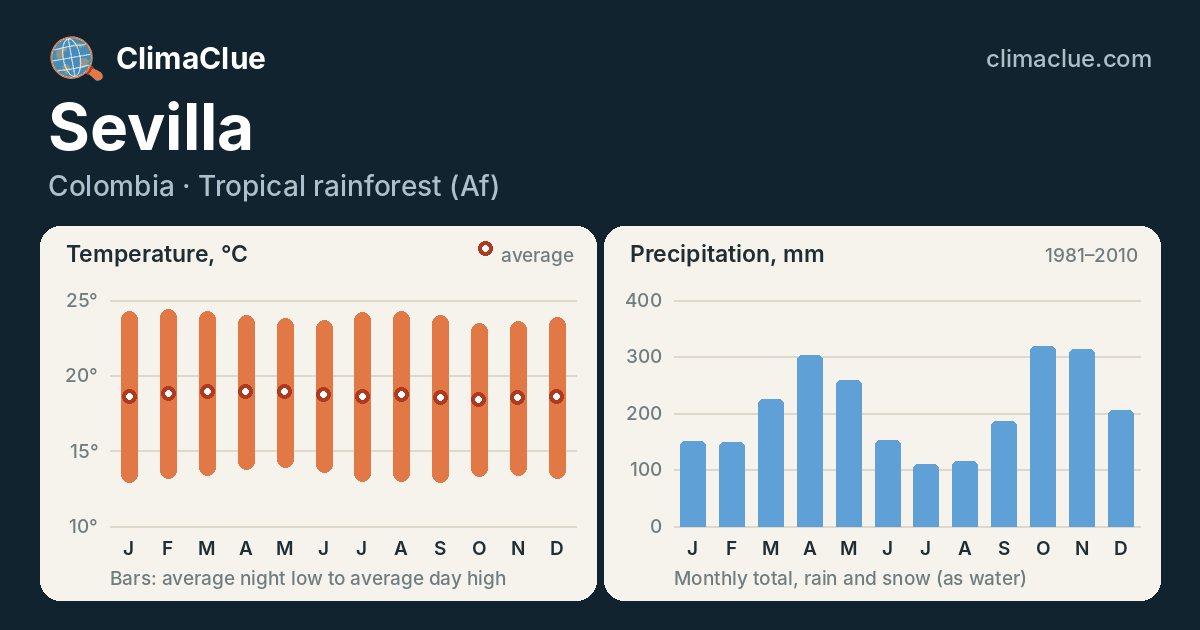 ClimaClue
climaclue.com
Sevilla
Colombia · Tropical rainforest (Af)
Temperature, °C
average
25°
20°
15°
10°
J F M A M J J A S O N D
Bars: average night low to average day high
Precipitation, mm
1981–2010
400
300
200
100
0
J F M A M J J A S O N D
Monthly total, rain and snow (as water)